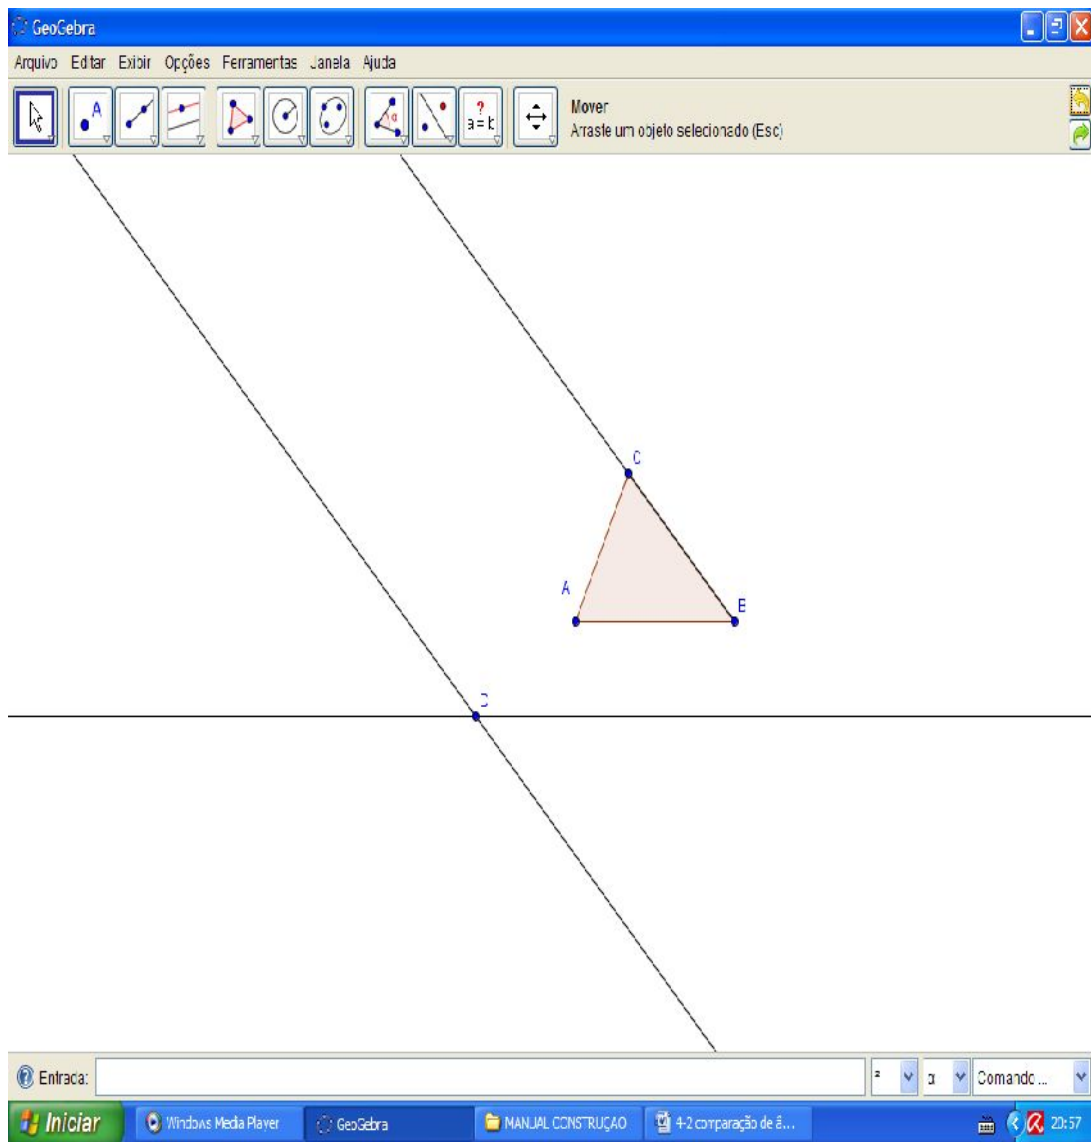 GeoGebra
Arquivo Editar Exibir Opções Ferramentas Janela Ajuda
A
α
?
a = b
Mover
Arraste um objeto selecionado (Esc)
C
A
B
Entrada:
²
α
Comando ...
Iniciar
Windows Media Player
GeoGebra
MANUAL CONSTRUÇAO
4-2 comparação de â...
20:57